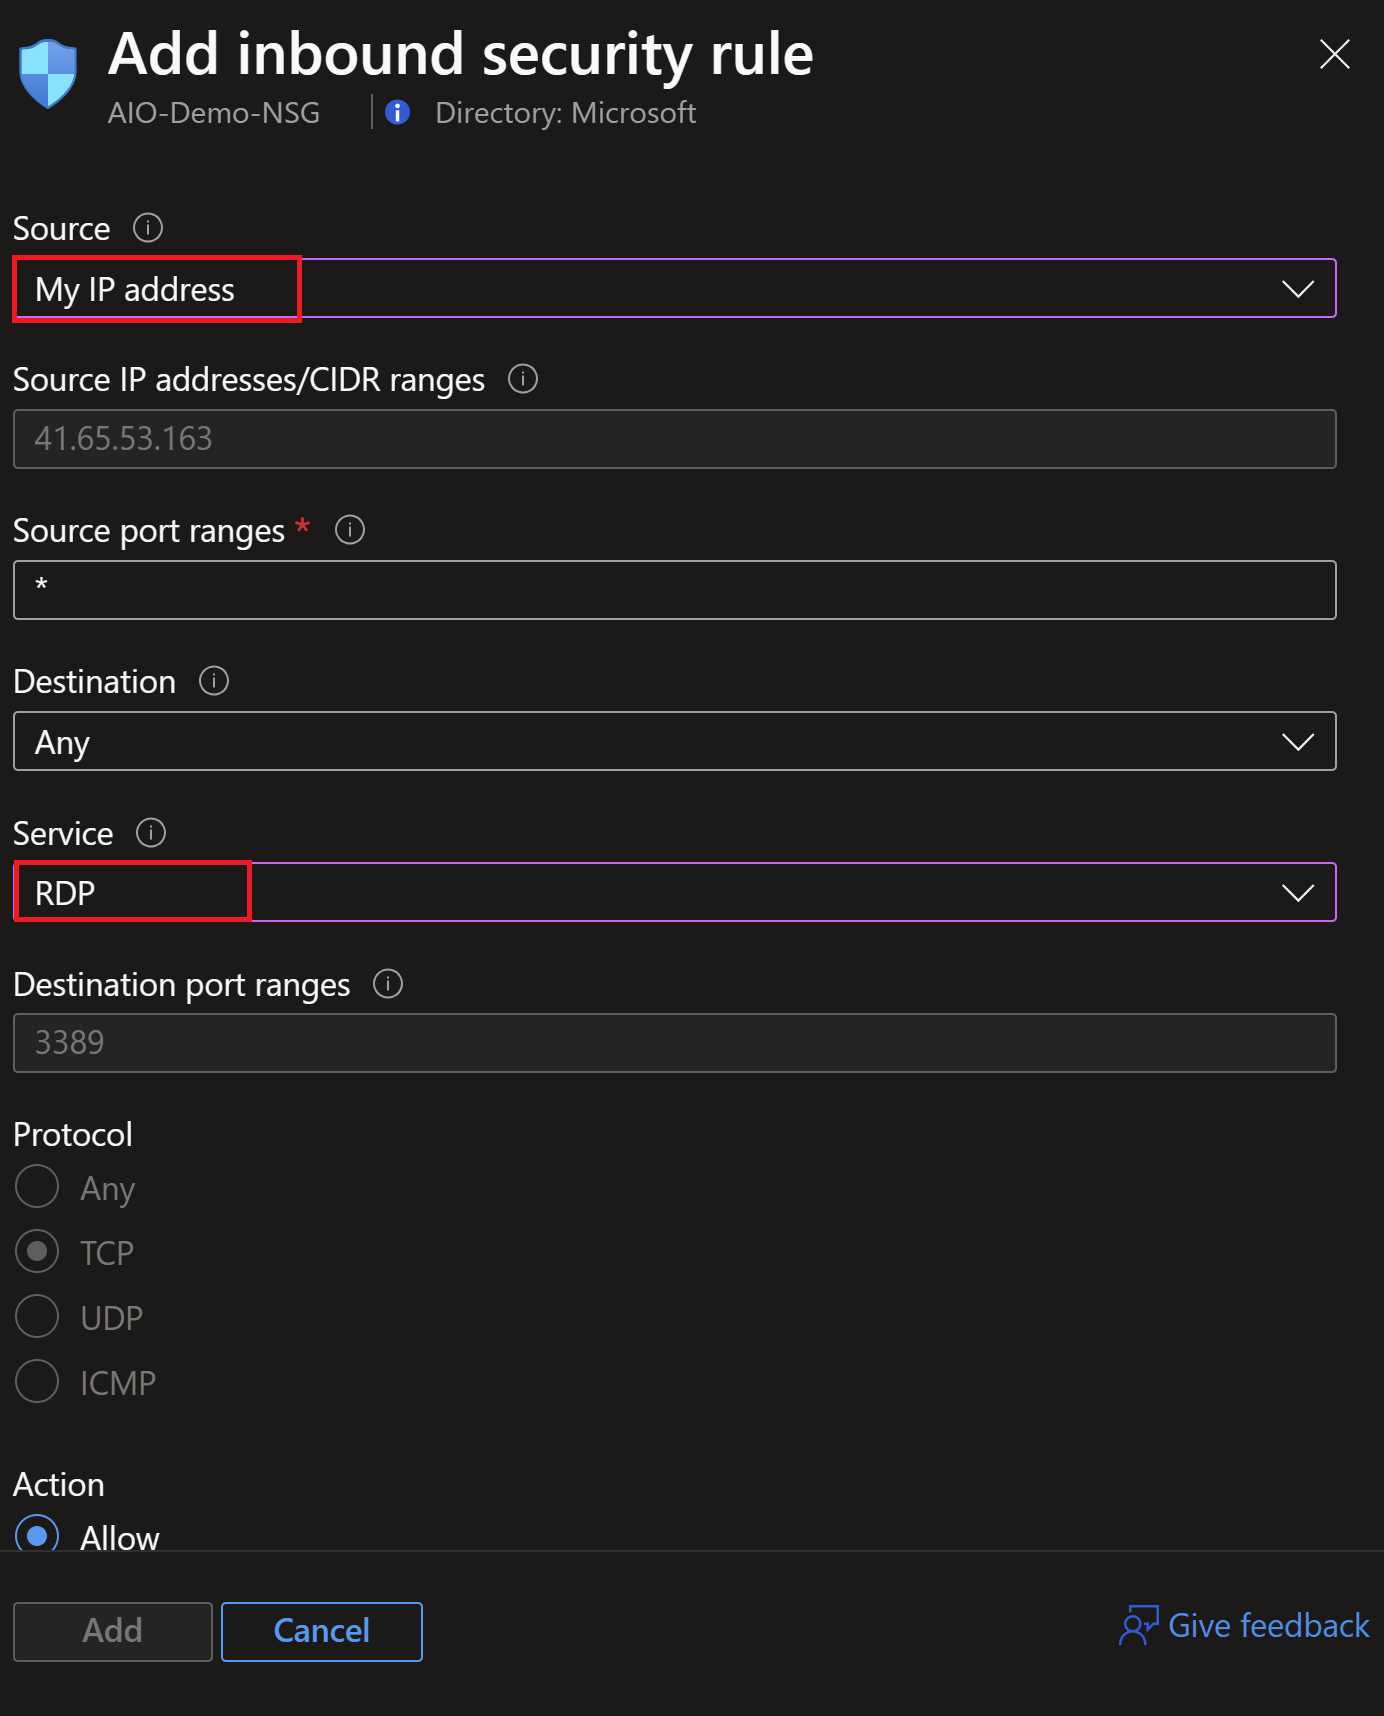 Add inbound security rule
AIO-Demo-NSG
Directory: Microsoft
Source
My IP address
Source IP addresses/CIDR ranges
41.65.53.163
Source port ranges *
*
Destination
Any
Service
RDP
Destination port ranges
3389
Protocol
Any
TCP
UDP
ICMP
Action
Allow
Add
Cancel
Give feedback